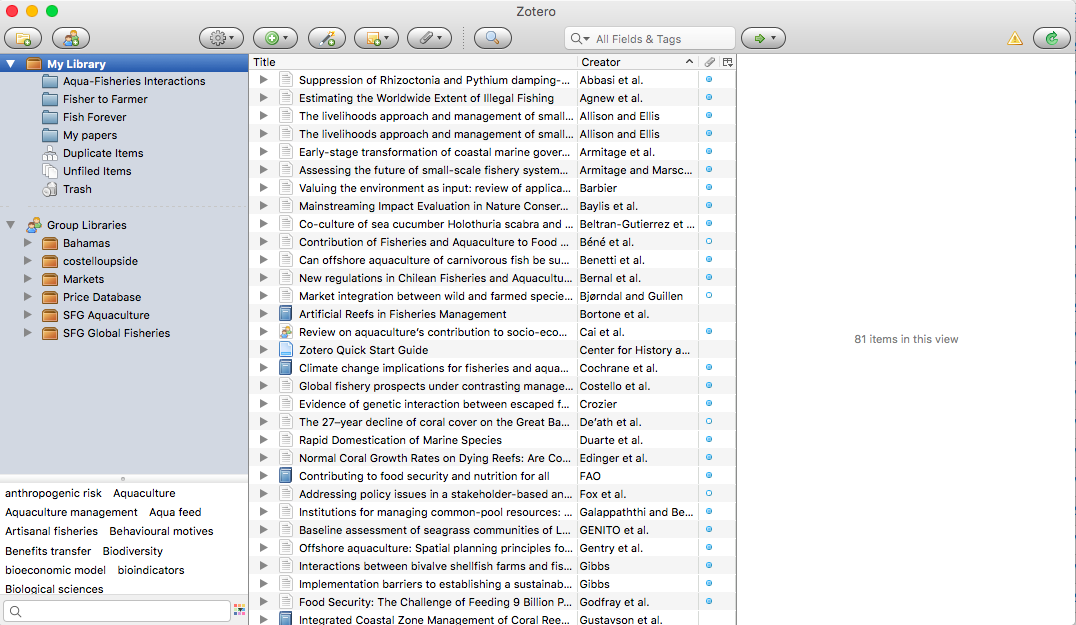 Zotero
All Fields & Tags
My Library
Aqua-Fisheries Interactions
Fisher to Farmer
Fish Forever
My papers
Duplicate Items
Unfiled Items
Trash
Group Libraries
Bahamas
costelloupside
Markets
Price Database
SFG Aquaculture
SFG Global Fisheries
anthropogenic risk Aquaculture
Aquaculture management Aqua feed
Artisanal fisheries Behavioural motives
Benefits transfer Biodiversity
bioeconomic model bioindicators
Biological sciences
Title Creator
Suppression of Rhizoctonia and Pythium damping-... Abbasi et al.
Estimating the Worldwide Extent of Illegal Fishing Agnew et al.
The livelihoods approach and management of small... Allison and Ellis
The livelihoods approach and management of small... Allison and Ellis
Early-stage transformation of coastal marine gover... Armitage et al.
Assessing the future of small-scale fishery system... Armitage and Marsc...
Valuing the environment as input: review of applica... Barbier
Mainstreaming Impact Evaluation in Nature Conser... Baylis et al.
Co-culture of sea cucumber Holothuria scabra and ... Beltran-Gutierrez et ...
Contribution of Fisheries and Aquaculture to Food ... Béné et al.
Can offshore aquaculture of carnivorous fish be su... Benetti et al.
New regulations in Chilean Fisheries and Aquacultu... Bernal et al.
Market integration between wild and farmed specie... Bjørndal and Guillen
Artificial Reefs in Fisheries Management Bortone et al.
Review on aquaculture's contribution to socio-eco... Cai et al.
Zotero Quick Start Guide Center for History a...
Climate change implications for fisheries and aqua... Cochrane et al.
Global fishery prospects under contrasting manage... Costello et al.
Evidence of genetic interaction between escaped f... Crozier
The 27–year decline of coral cover on the Great Ba... De'ath et al.
Rapid Domestication of Marine Species Duarte et al.
Normal Coral Growth Rates on Dying Reefs: Are Co... Edinger et al.
Contributing to food security and nutrition for all FAO
Addressing policy issues in a stakeholder-based an... Fox et al.
Institutions for managing common-pool resources: ... Galappaththi and Be...
Baseline assessment of seagrass communities of L... GENITO et al.
Offshore aquaculture: Spatial planning principles fo... Gentry et al.
Interactions between bivalve shellfish farms and fis... Gibbs
Implementation barriers to establishing a sustainab... Gibbs
Food Security: The Challenge of Feeding 9 Billion P... Godfray et al.
Integrated Coastal Zone Management of Coral Ree... Gustavson et al.
81 items in this view